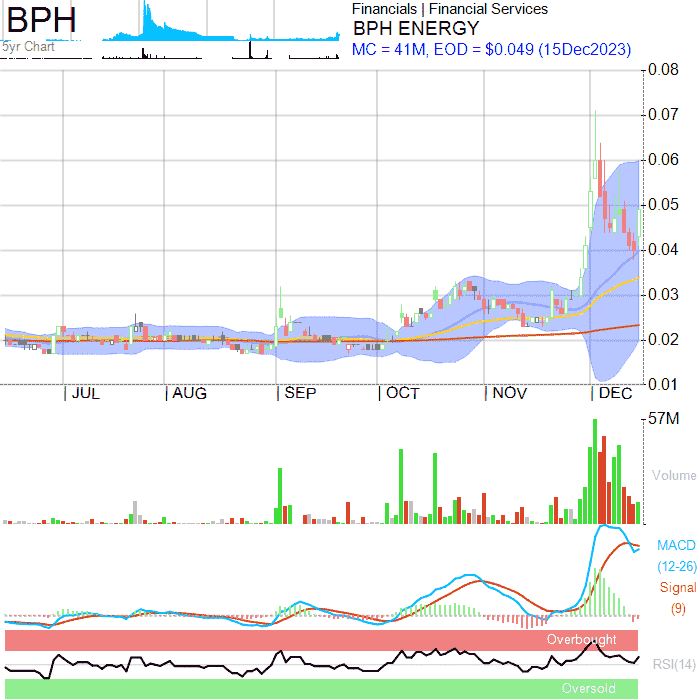 BPH
5yr Chart
Financials | Financial Services
BPH ENERGY
MC = 41M, EOD = $0.049 (15Dec2023)
0.08
0.07
0.06
0.05
0.04
0.03
0.02
0.01
JUL AUG SEP OCT NOV DEC
57M
Volume
MACD
(12-26)
Signal
(9)
Overbought
RSI(14)
Oversold